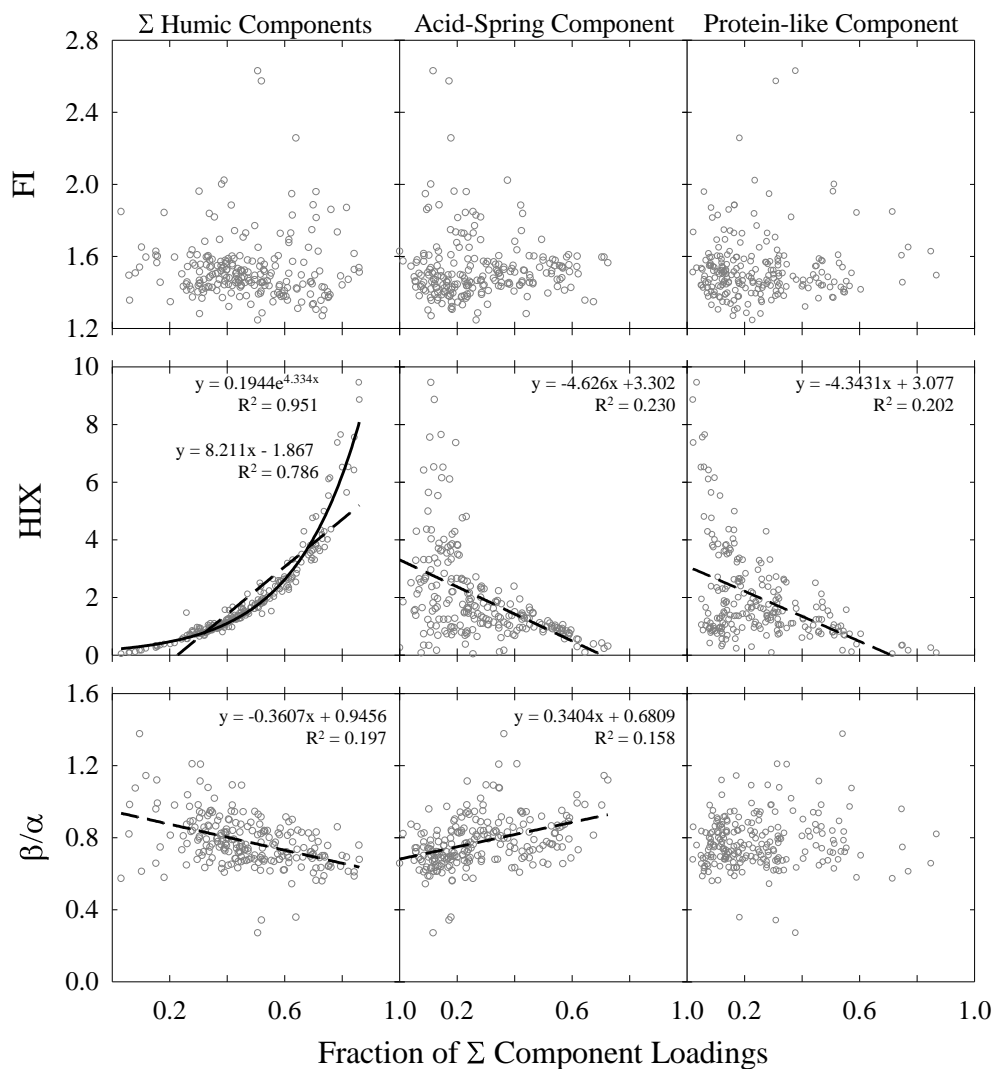 Σ Humic Components Acid-Spring Component Protein-like Component
2.8
2.4
2.0
1.6
1.2
FI
10
8
6
4
2
0
HIX
y = 0.1944e^4.334x
R² = 0.951
y = 8.211x - 1.867
R² = 0.786
y = -4.626x +3.302
R² = 0.230
y = -4.3431x + 3.077
R² = 0.202
1.6
1.2
0.8
0.4
0.0
β/α
y = -0.3607x + 0.9456
R² = 0.197
y = 0.3404x + 0.6809
R² = 0.158
0.2 0.6 1.0 0.2 0.6 1.0 0.2 0.6 1.0
Fraction of Σ Component Loadings